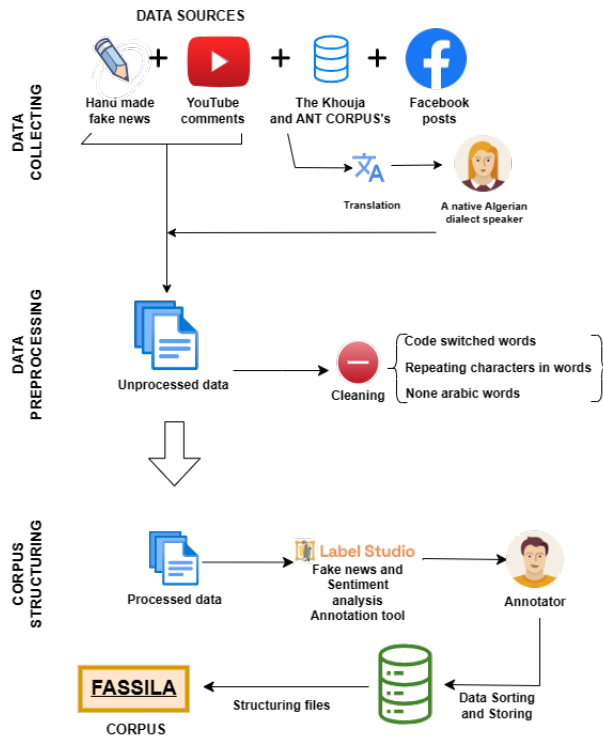 DATA SOURCES
Hand made
fake news
YouTube
comments
The Khouja
and ANT CORPUS's
Facebook
posts
DATA
COLLECTING
Translation
A native Algerian
dialect speaker
DATA
PREPROCESSING
Unprocessed data
Cleaning
Code switched words
Repeating characters in words
None arabic words
CORPUS
STRUCTURING
Processed data
Label Studio
Fake news and
Sentiment
analysis
Annotation tool
Annotator
Data Sorting
and Storing
Structuring files
FASSILA
CORPUS